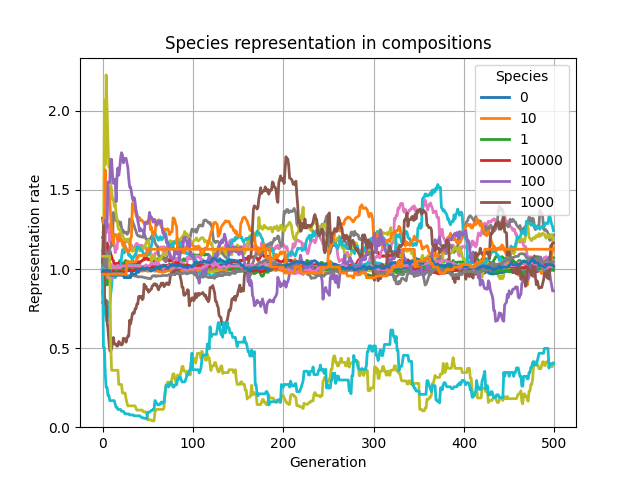 Species representation in compositions
Representation rate
2.0
1.5
1.0
0.5
0.0
0 100 200 300 400 500
Generation
Species
0
10
1
10000
100
1000